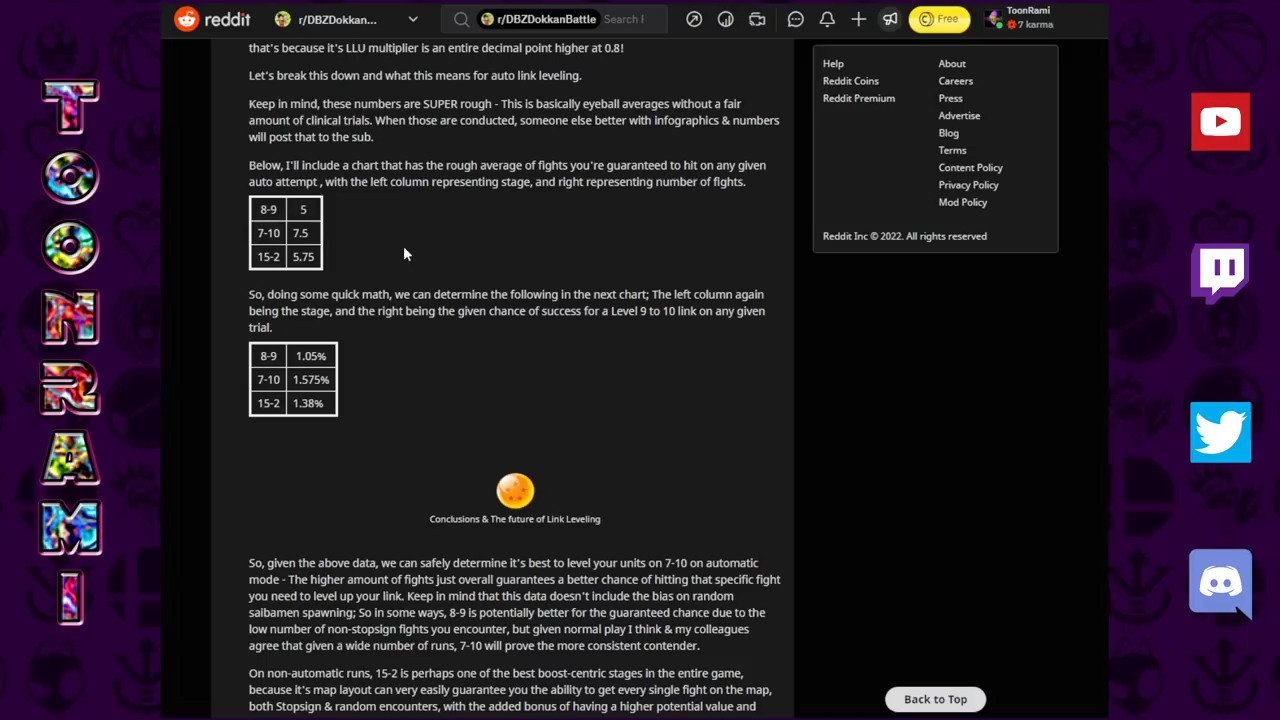 reddit
r/DBZDokkan...
r/DBZDokkanBattle
Search
Free
ToonRami
7 karma
TOONRAMI
that's because it's LLU multiplier is an entire decimal point higher at 0.8!
Let's break this down and what this means for auto link leveling.
Keep in mind, these numbers are SUPER rough - This is basically eyeball averages without a fair
amount of clinical trials. When those are conducted, someone else better with infographics & numbers
will post that to the sub.
Below, I'll include a chart that has the rough average of fights you're guaranteed to hit on any given
auto attempt , with the left column representing stage, and right representing number of fights.
8-9 5
7-10 7.5
15-2 5.75
So, doing some quick math, we can determine the following in the next chart; The left column again
being the stage, and the right being the given chance of success for a Level 9 to 10 link on any given
trial.
8-9 1.05%
7-10 1.575%
15-2 1.38%
Conclusions & The future of Link Leveling
So, given the above data, we can safely determine it's best to level your units on 7-10 on automatic
mode - The higher amount of fights just overall guarantees a better chance of hitting that specific fight
you need to level up your link. Keep in mind that this data doesn't include the bias on random
saibamen spawning; So in some ways, 8-9 is potentially better for the guaranteed chance due to the
low number of non-stopsign fights you encounter, but given normal play I think & my colleagues
agree that given a wide number of runs, 7-10 will prove the more consistent contender.
On non-automatic runs, 15-2 is perhaps one of the best boost-centric stages in the entire game,
because it's map layout can very easily guarantee you the ability to get every single fight on the map,
both Stopsign & random encounters, with the added bonus of having a higher potential value and
Help
Reddit Coins
Reddit Premium
About
Careers
Press
Advertise
Blog
Terms
Content Policy
Privacy Policy
Mod Policy
Reddit Inc © 2022. All rights reserved
Back to Top